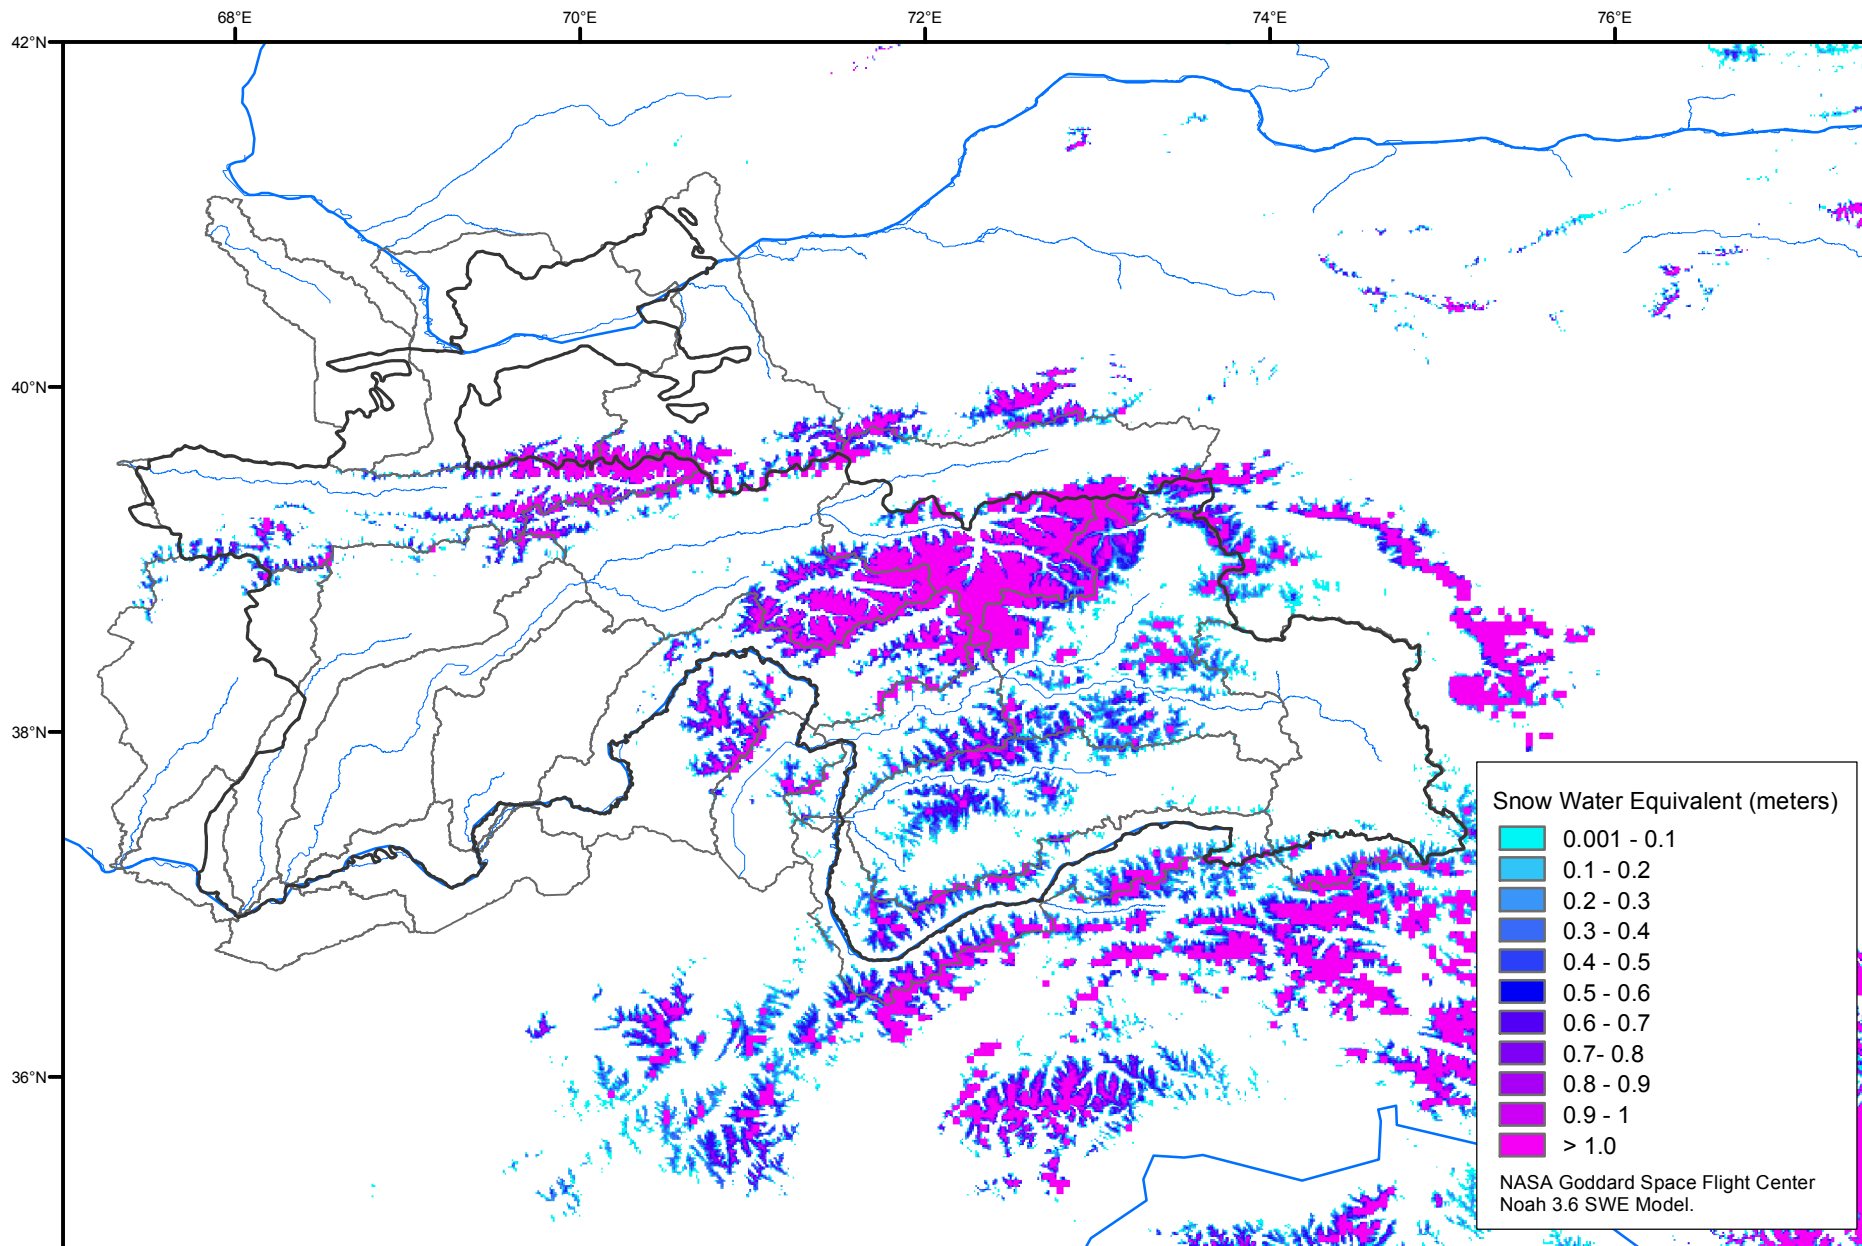 68°E 70°E 72°E 74°E 76°E
42°N
40°N
38°N
36°N
Snow Water Equivalent (meters)
0.001 - 0.1
0.1 - 0.2
0.2 - 0.3
0.3 - 0.4
0.4 - 0.5
0.5 - 0.6
0.6 - 0.7
0.7- 0.8
0.8 - 0.9
0.9 - 1
> 1.0
NASA Goddard Space Flight Center
Noah 3.6 SWE Model.